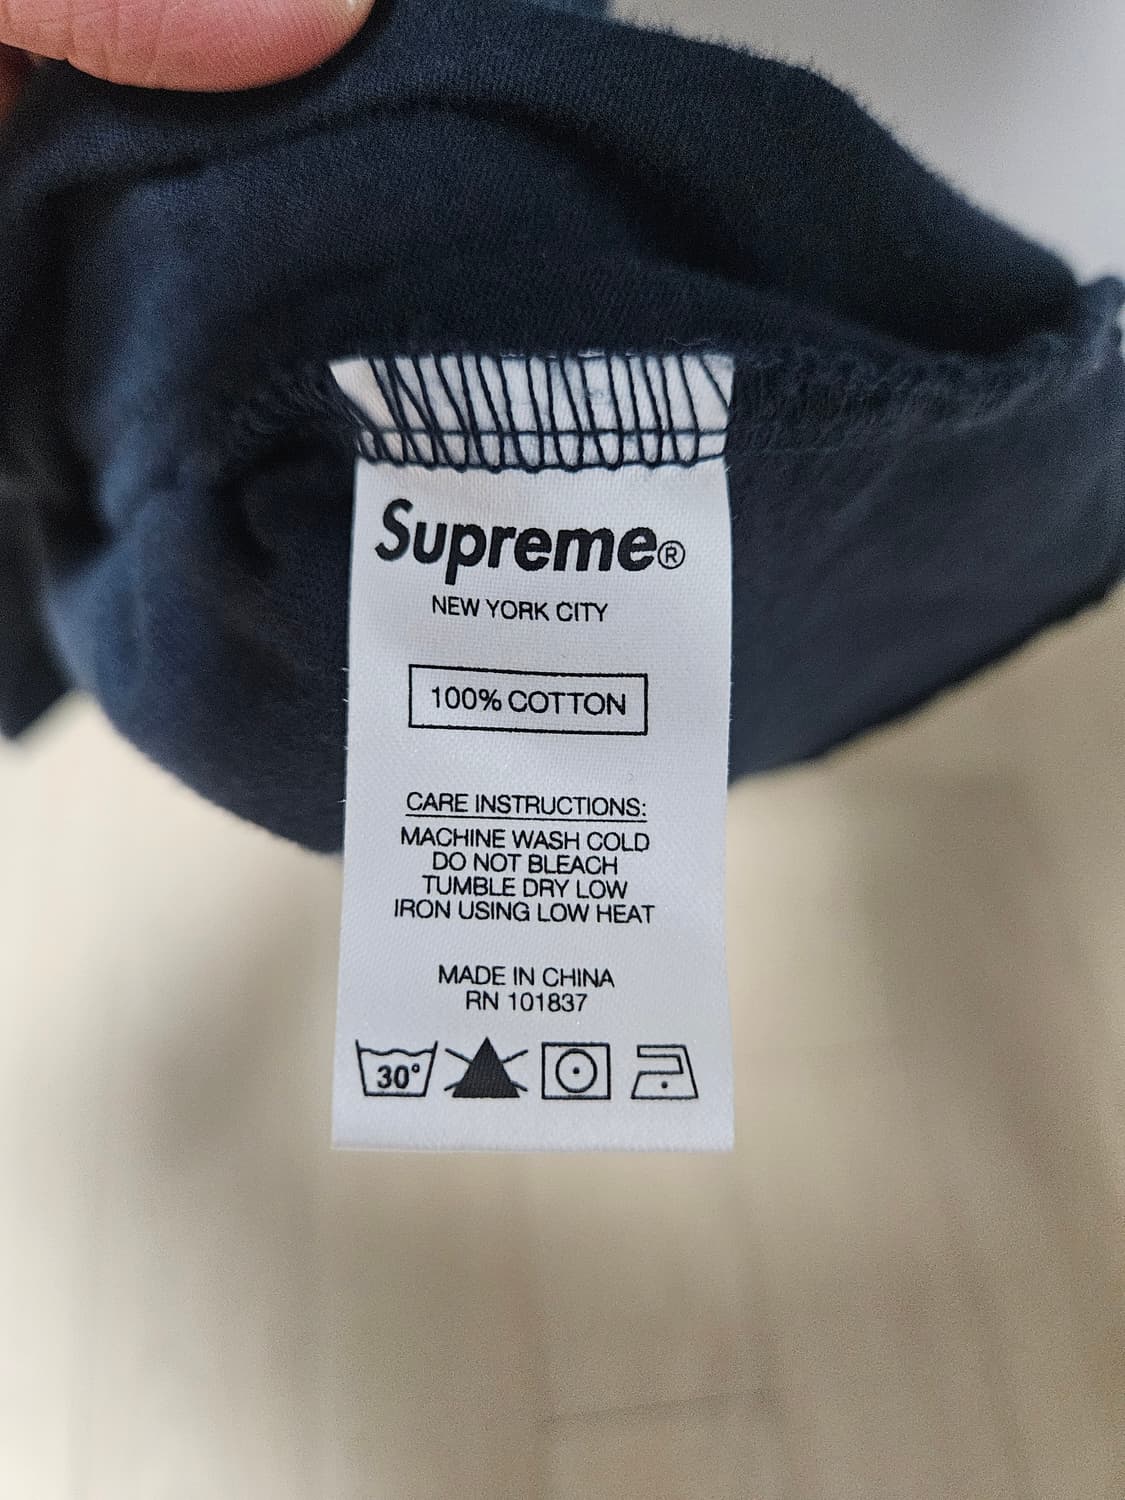 Supreme®
NEW YORK CITY
100% COTTON
CARE INSTRUCTIONS:
MACHINE WASH COLD
DO NOT BLEACH
TUMBLE DRY LOW
IRON USING LOW HEAT
MADE IN CHINA
RN 101837
30°